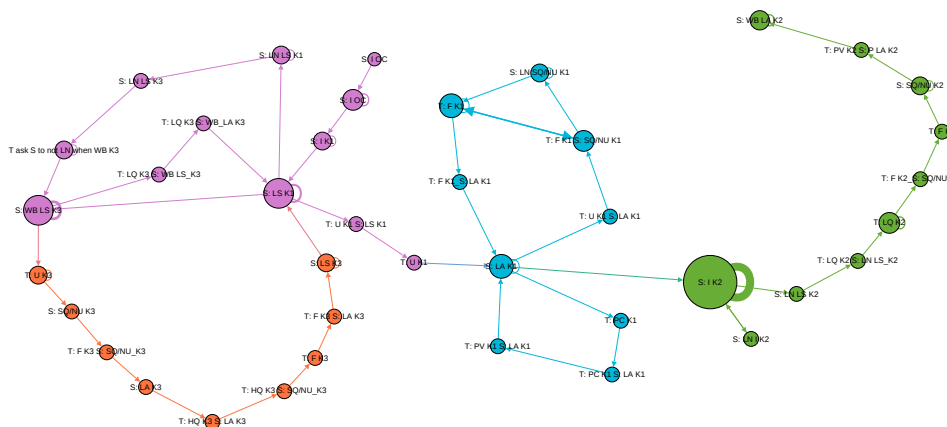 S: WB LA K2
T: PV K2 S: P LA K2
S: SQ/NU K2
T: F K
T: F K2_S: SQ/NU
T: LQ K2
T: LQ K2 S: UN LS_K2
S: LN LS K2
S: I K2
S: LN I K2
S: LN LS K1
S: I OC
S: LN LS K3
S: I OC
T: LQ K3 S: WB_LA K3
S: I K1
T ask S to not LN when WB K3
T: LQ K3 S: WB LS_K3
S: LS K1
S: WB LS K3
T: U K1 S: LS K1
T: U K1
S: LN SQ/NU K1
T: F K1
T: F K1 S: SQ/NU K1
T: F K1_S: LA K1
T: U K1 S: LA K1
S: LA K1
T: PC K1
T: PV K1 S: LA K1
T: PC K1 S: LA K1
S: LS K3
T: U K3
S: SQ/NU K3
T: F K3 S: LA K3
T: F K3 S: SQ/NU_K3
T: F K3
S: LA K3
T: HQ K3 S: SQ/NU_K3
T: HQ K3 S: LA K3